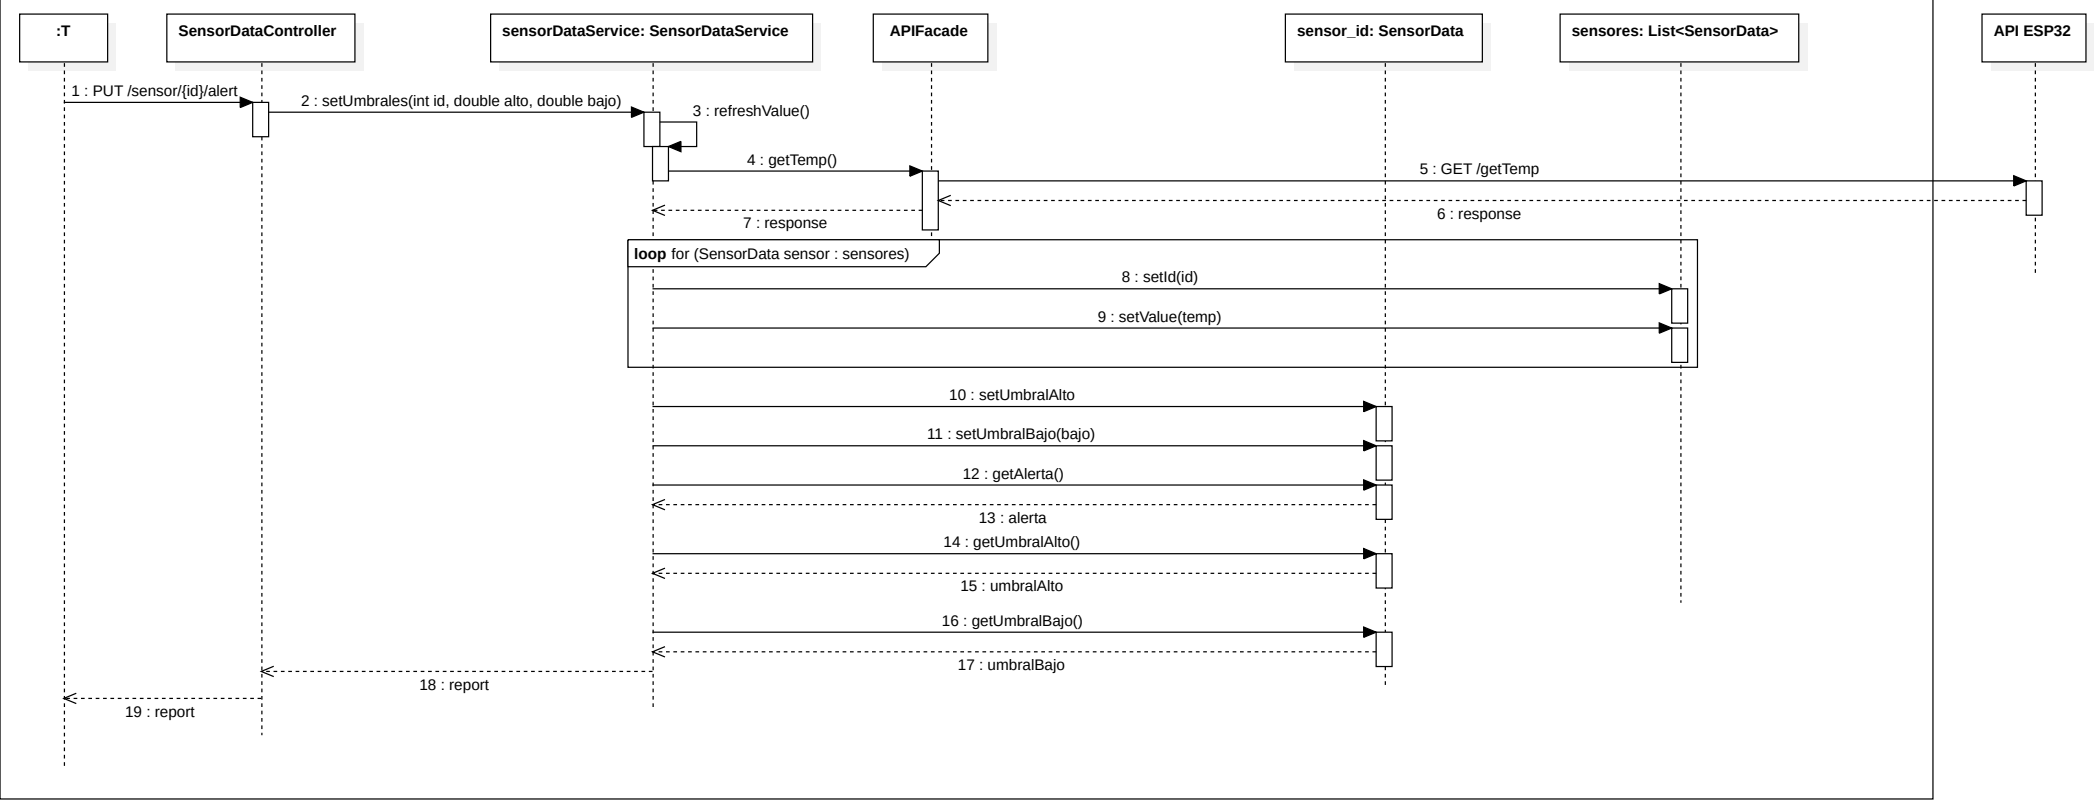 :T
SensorDataController
sensorDataService: SensorDataService
APIFacade
sensor_id: SensorData
sensores: List<SensorData>
API ESP32
1 : PUT /sensor/{id}/alert
2 : setUmbrales(int id, double alto, double bajo)
3 : refreshValue()
4 : getTemp()
5 : GET /getTemp
6 : response
7 : response
loop for (SensorData sensor : sensores)
8 : setId(id)
9 : setValue(temp)
10 : setUmbralAlto
11 : setUmbralBajo(bajo)
12 : getAlerta()
13 : alerta
14 : getUmbralAlto()
15 : umbralAlto
16 : getUmbralBajo()
17 : umbralBajo
18 : report
19 : report